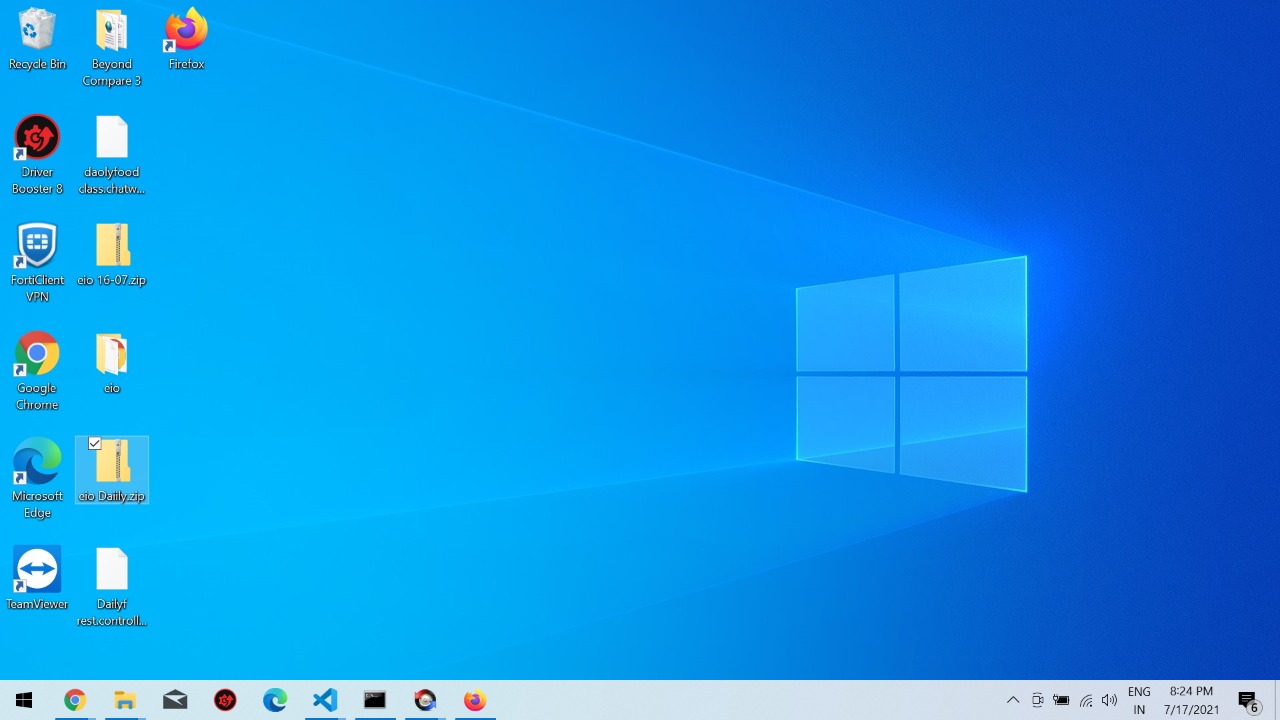 Recycle Bin
Beyond
Compare 3
Firefox
Driver
Booster 8
daolyfood
class.chatw...
FortiClient
VPN
eio 16-07.zip
Google
Chrome
eio
Microsoft
Edge
eio Daiily.zip
TeamViewer
Dailyf
rest.controll...
ENG
IN
8:24 PM
7/17/2021
6